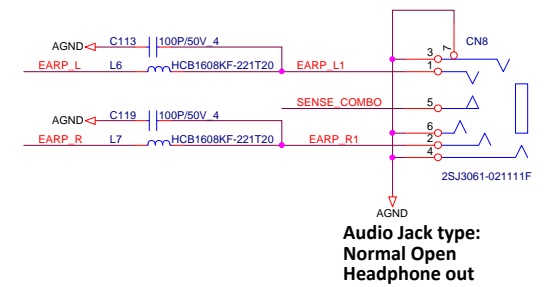 C113 100P/50V_4
AGND
CN8
7
3
EARP_L L6 HCB1608KF-221T20 EARP_L1 1
C119 100P/50V_4
SENSE_COMBO 5
AGND
6
EARP_R L7 HCB1608KF-221T20 EARP_R1 2
4
2SJ3061-021111F
AGND
Audio Jack type:
Normal Open
Headphone out